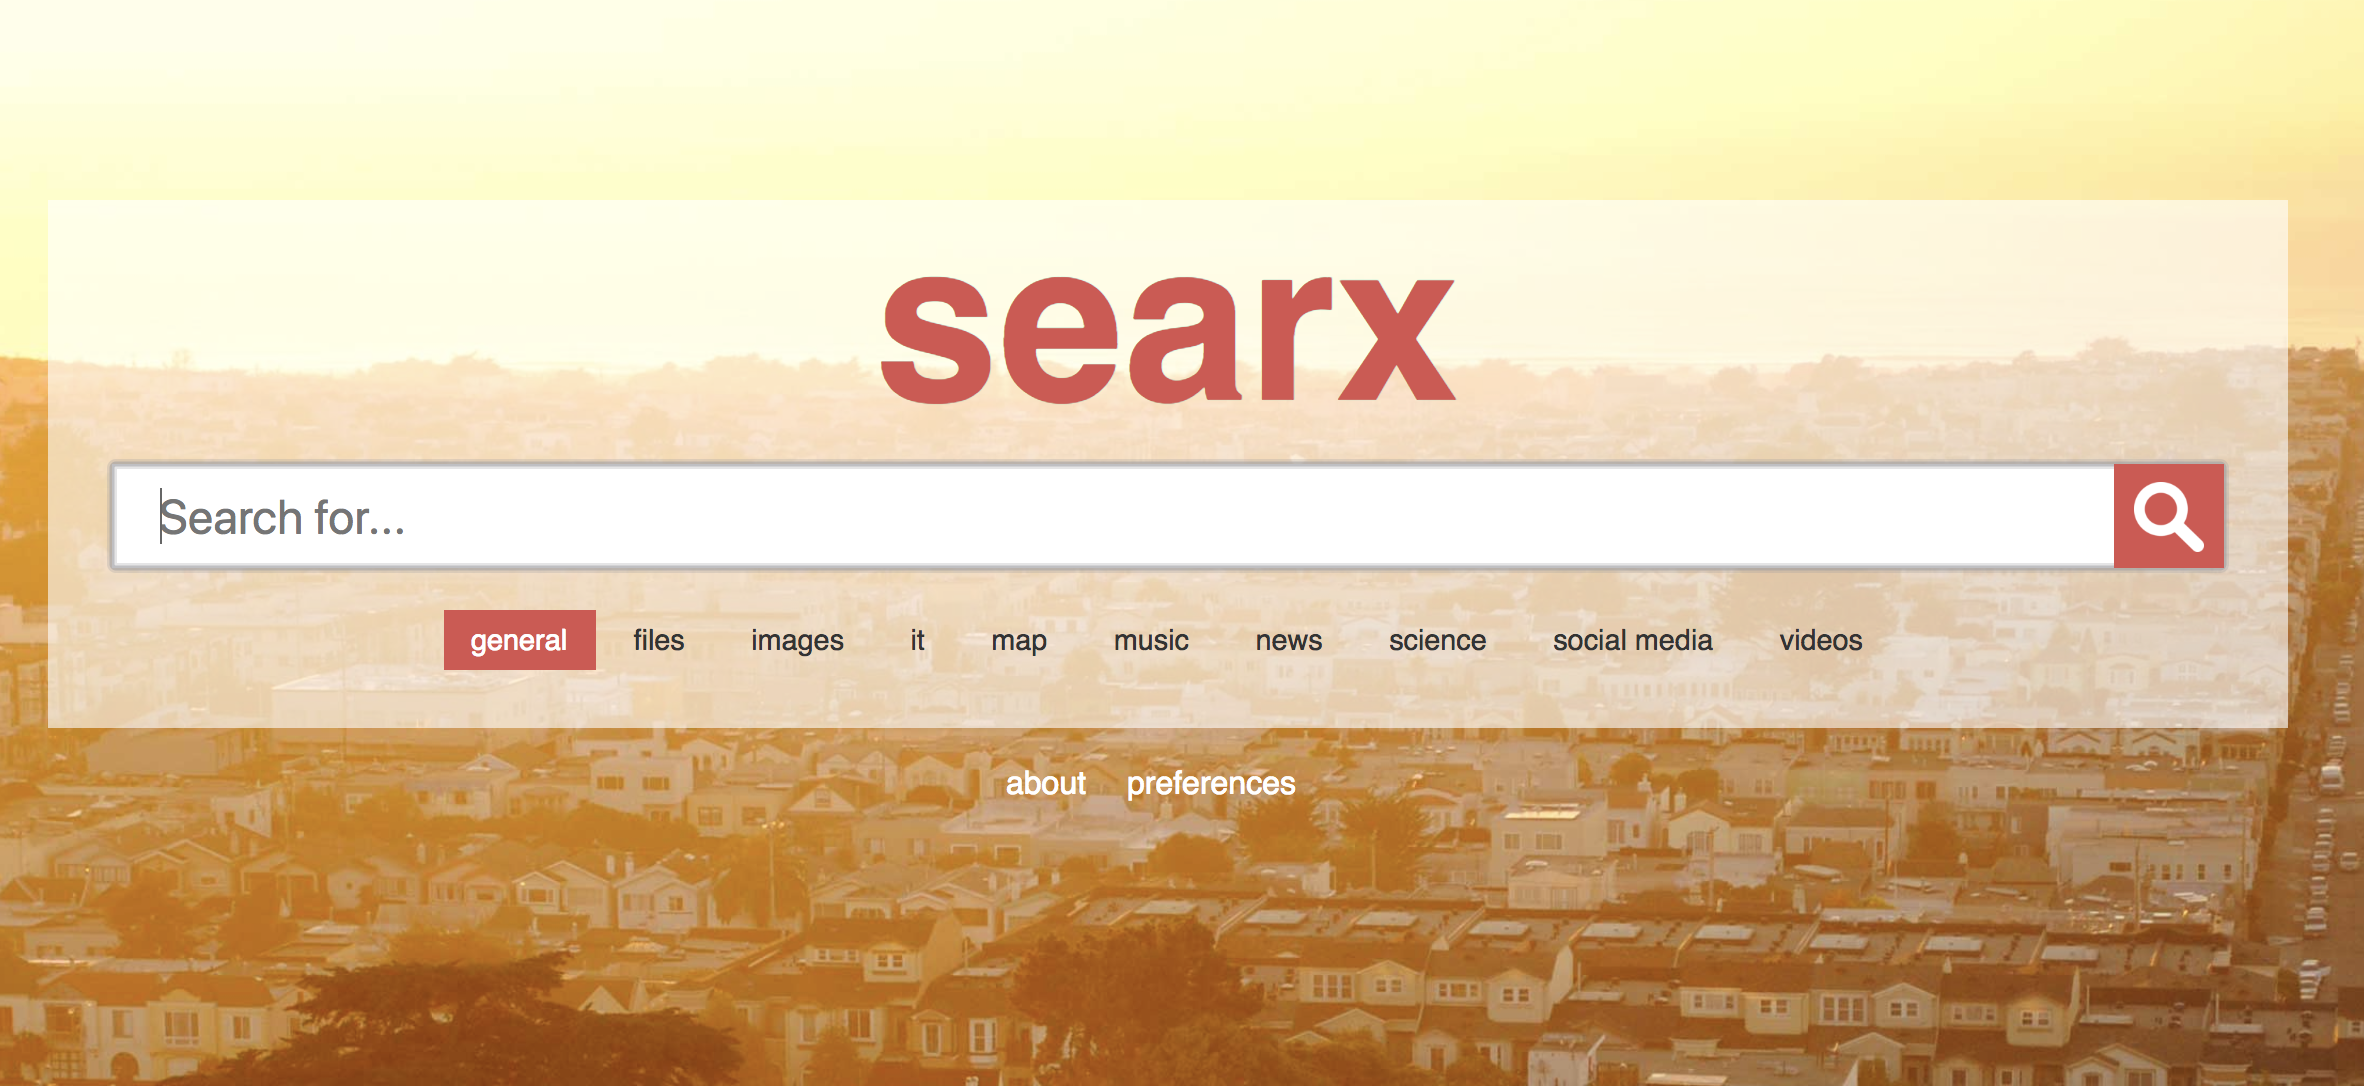 searx
Search for...
general files images it map music news science social media videos
about preferences